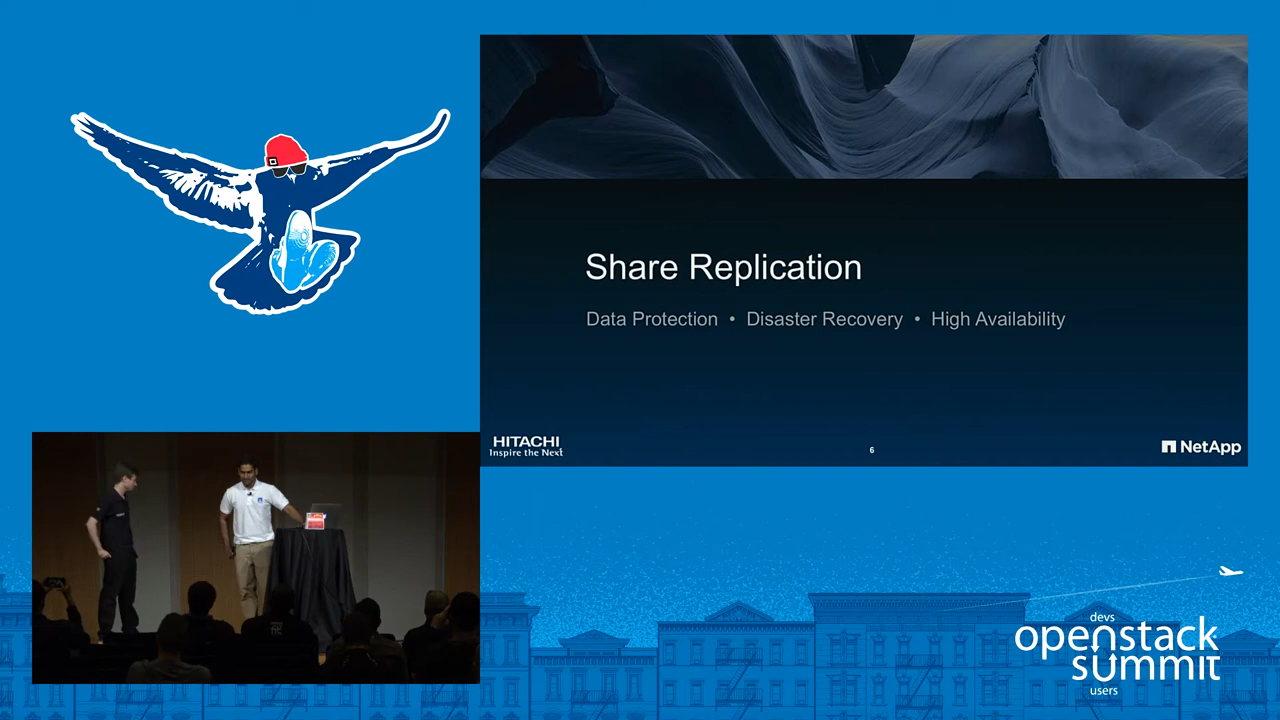 Share Replication
Data Protection • Disaster Recovery • High Availability
HITACHI
Inspire the Next
6
NetApp
devs
openstack
summit
users